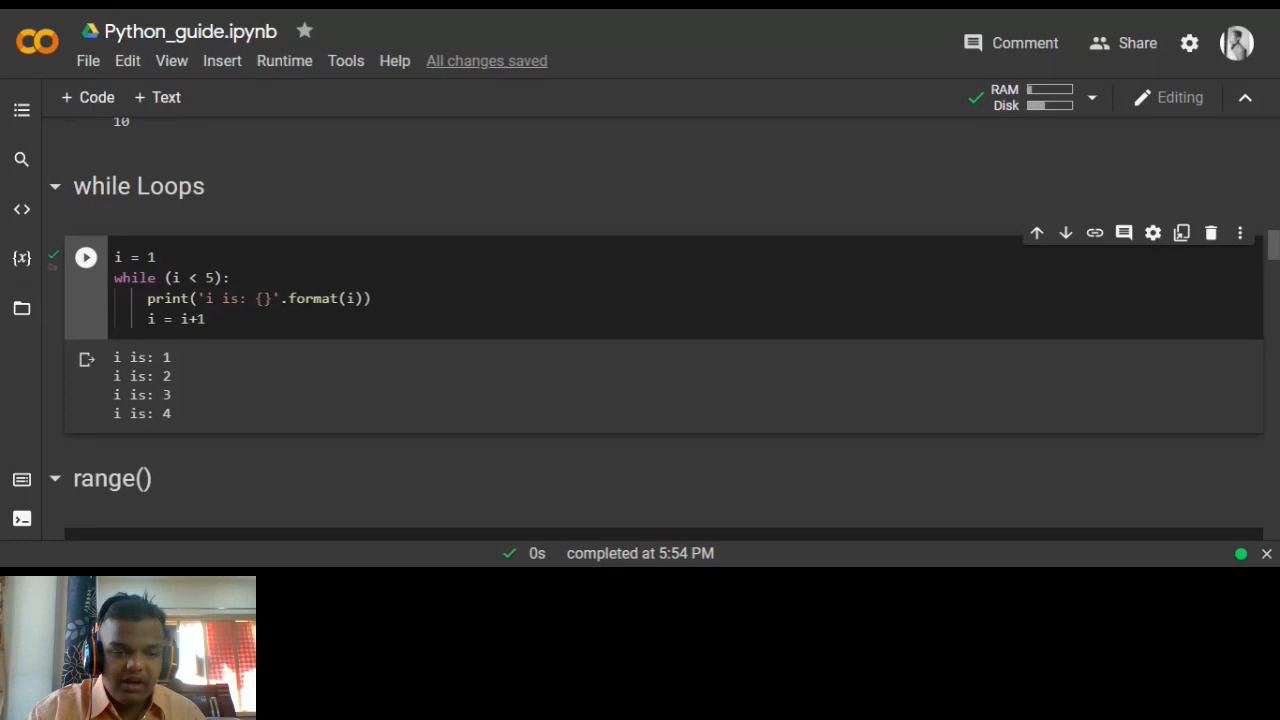 Python_guide.ipynb
File Edit View Insert Runtime Tools Help All changes saved
Comment Share
+ Code + Text
RAM
Disk
Editing
10
while Loops
i = 1
while (i < 5):
print('i is: {}'.format(i))
i = i+1
0s
i is: 1
i is: 2
i is: 3
i is: 4
range()
0s completed at 5:54 PM